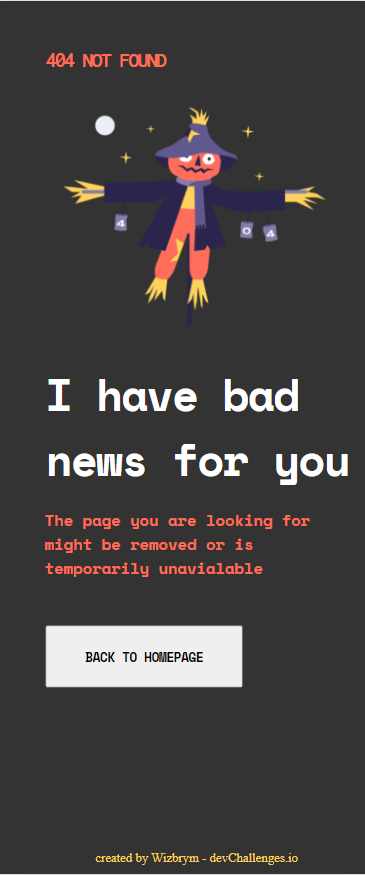 404 NOT FOUND
4
0
4
I have bad
news for you
The page you are looking for
might be removed or is
temporarily unavialable
BACK TO HOMEPAGE
created by Wizbrym - devChallenges.io